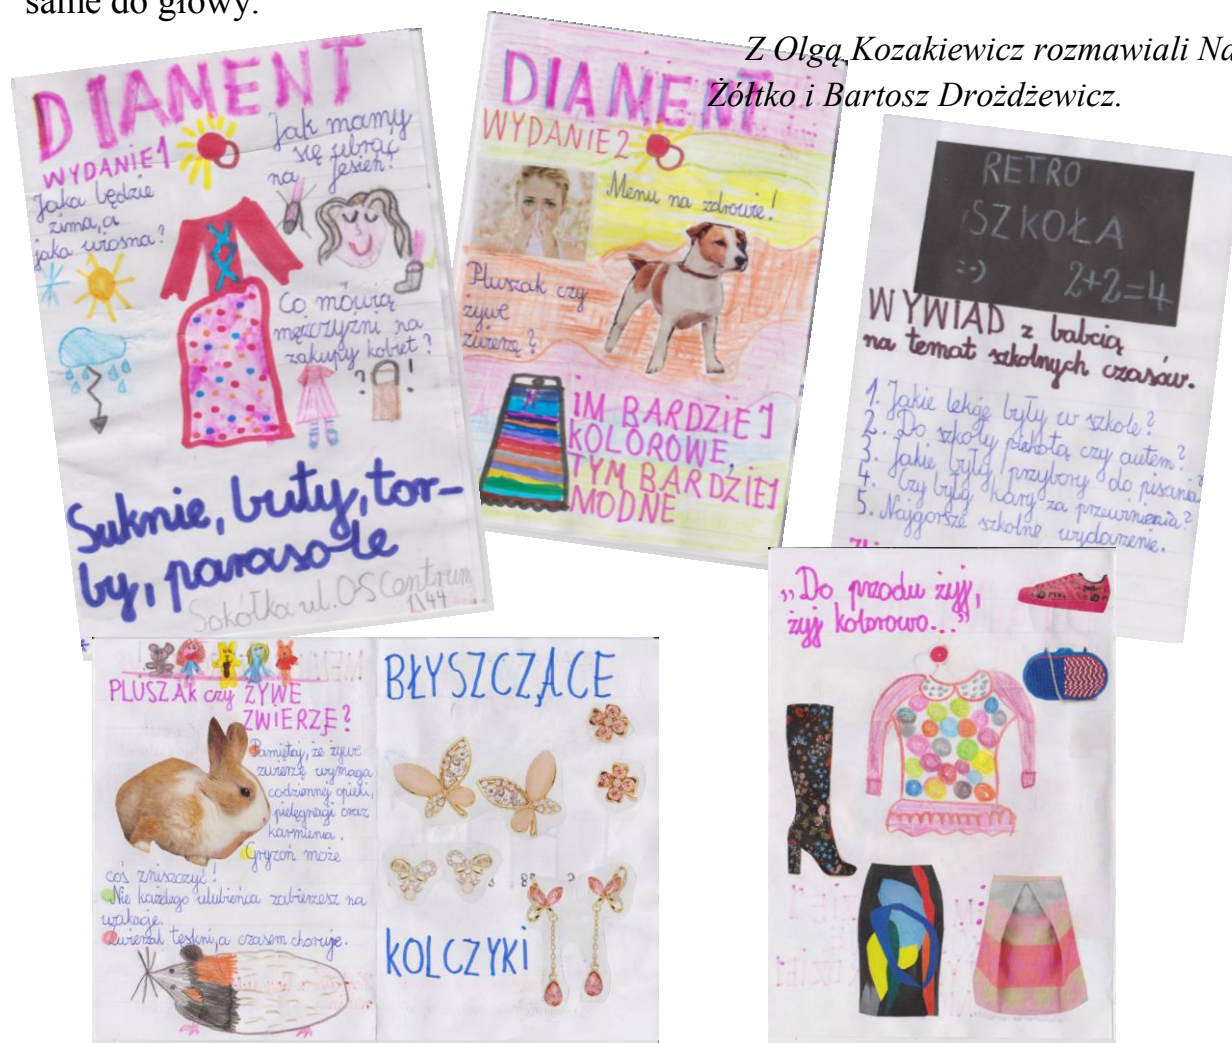 same do głowy.
Z Olgą Kozakiewicz rozmawiali
Żółtko i Bartosz Drożdżewicz.
DIAMENT
WYDANIE 1
Jak mamy
się ubrać
na jesień?
Jaka będzie
zima, a
jaka wiosna?
Co mówią
mężczyźni na
zakupy kobiet?
? !
Suknie, buty, tor-
by, parasole
Sokółka ul. OS Centrum
1\44
DIAMENT
WYDANIE 2
Menu na zdrowie!
Pluszak czy
żywe
zwierzę?
IM BARDZIEJ
KOLOROWE,
TYM BARDZIEJ
MODNE
RETRO
SZKOŁA
:-) 2+2=4
WYWIAD z babcią
na temat szkolnych czasów.
1. Jakie lekcje były w szkole?
2. Do szkoły piechotą czy autem?
3. Jakie były przybory do pisania?
4. Czy były kary za przewinienia?
5. Najgorsze szkolne wydarzenie.
PLUSZAK czy ŻYWE
ZWIERZĘ?
Pamiętaj, że żywe
zwierzę wymaga
codziennej opieki,
pielęgnacji oraz
karmienia.
Gryzoń może
coś zniszczyć!
Nie każdego ulubieńca zabierzesz na
wakacje.
Zwierzak tęskni, a czasem choruje.
BŁYSZCZĄCE
KOLCZYKI
„Do przodu żyj,
żyj kolorowo..."